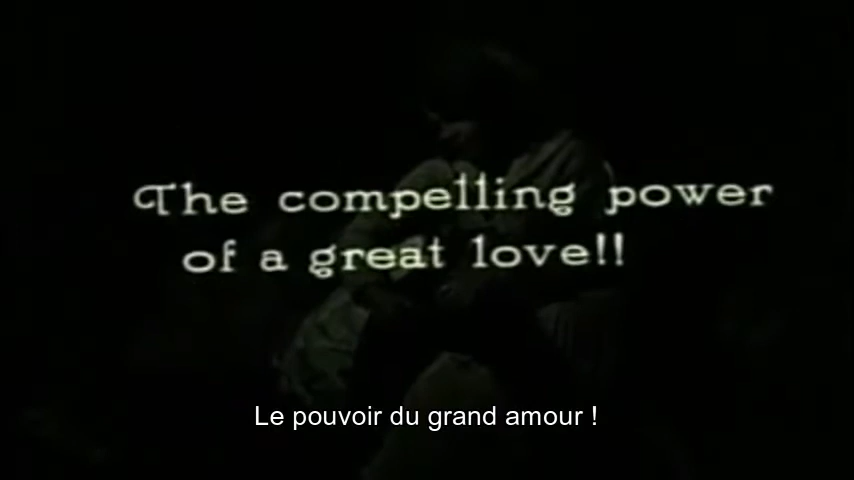 The compelling power
of a great love!!
Le pouvoir du grand amour !